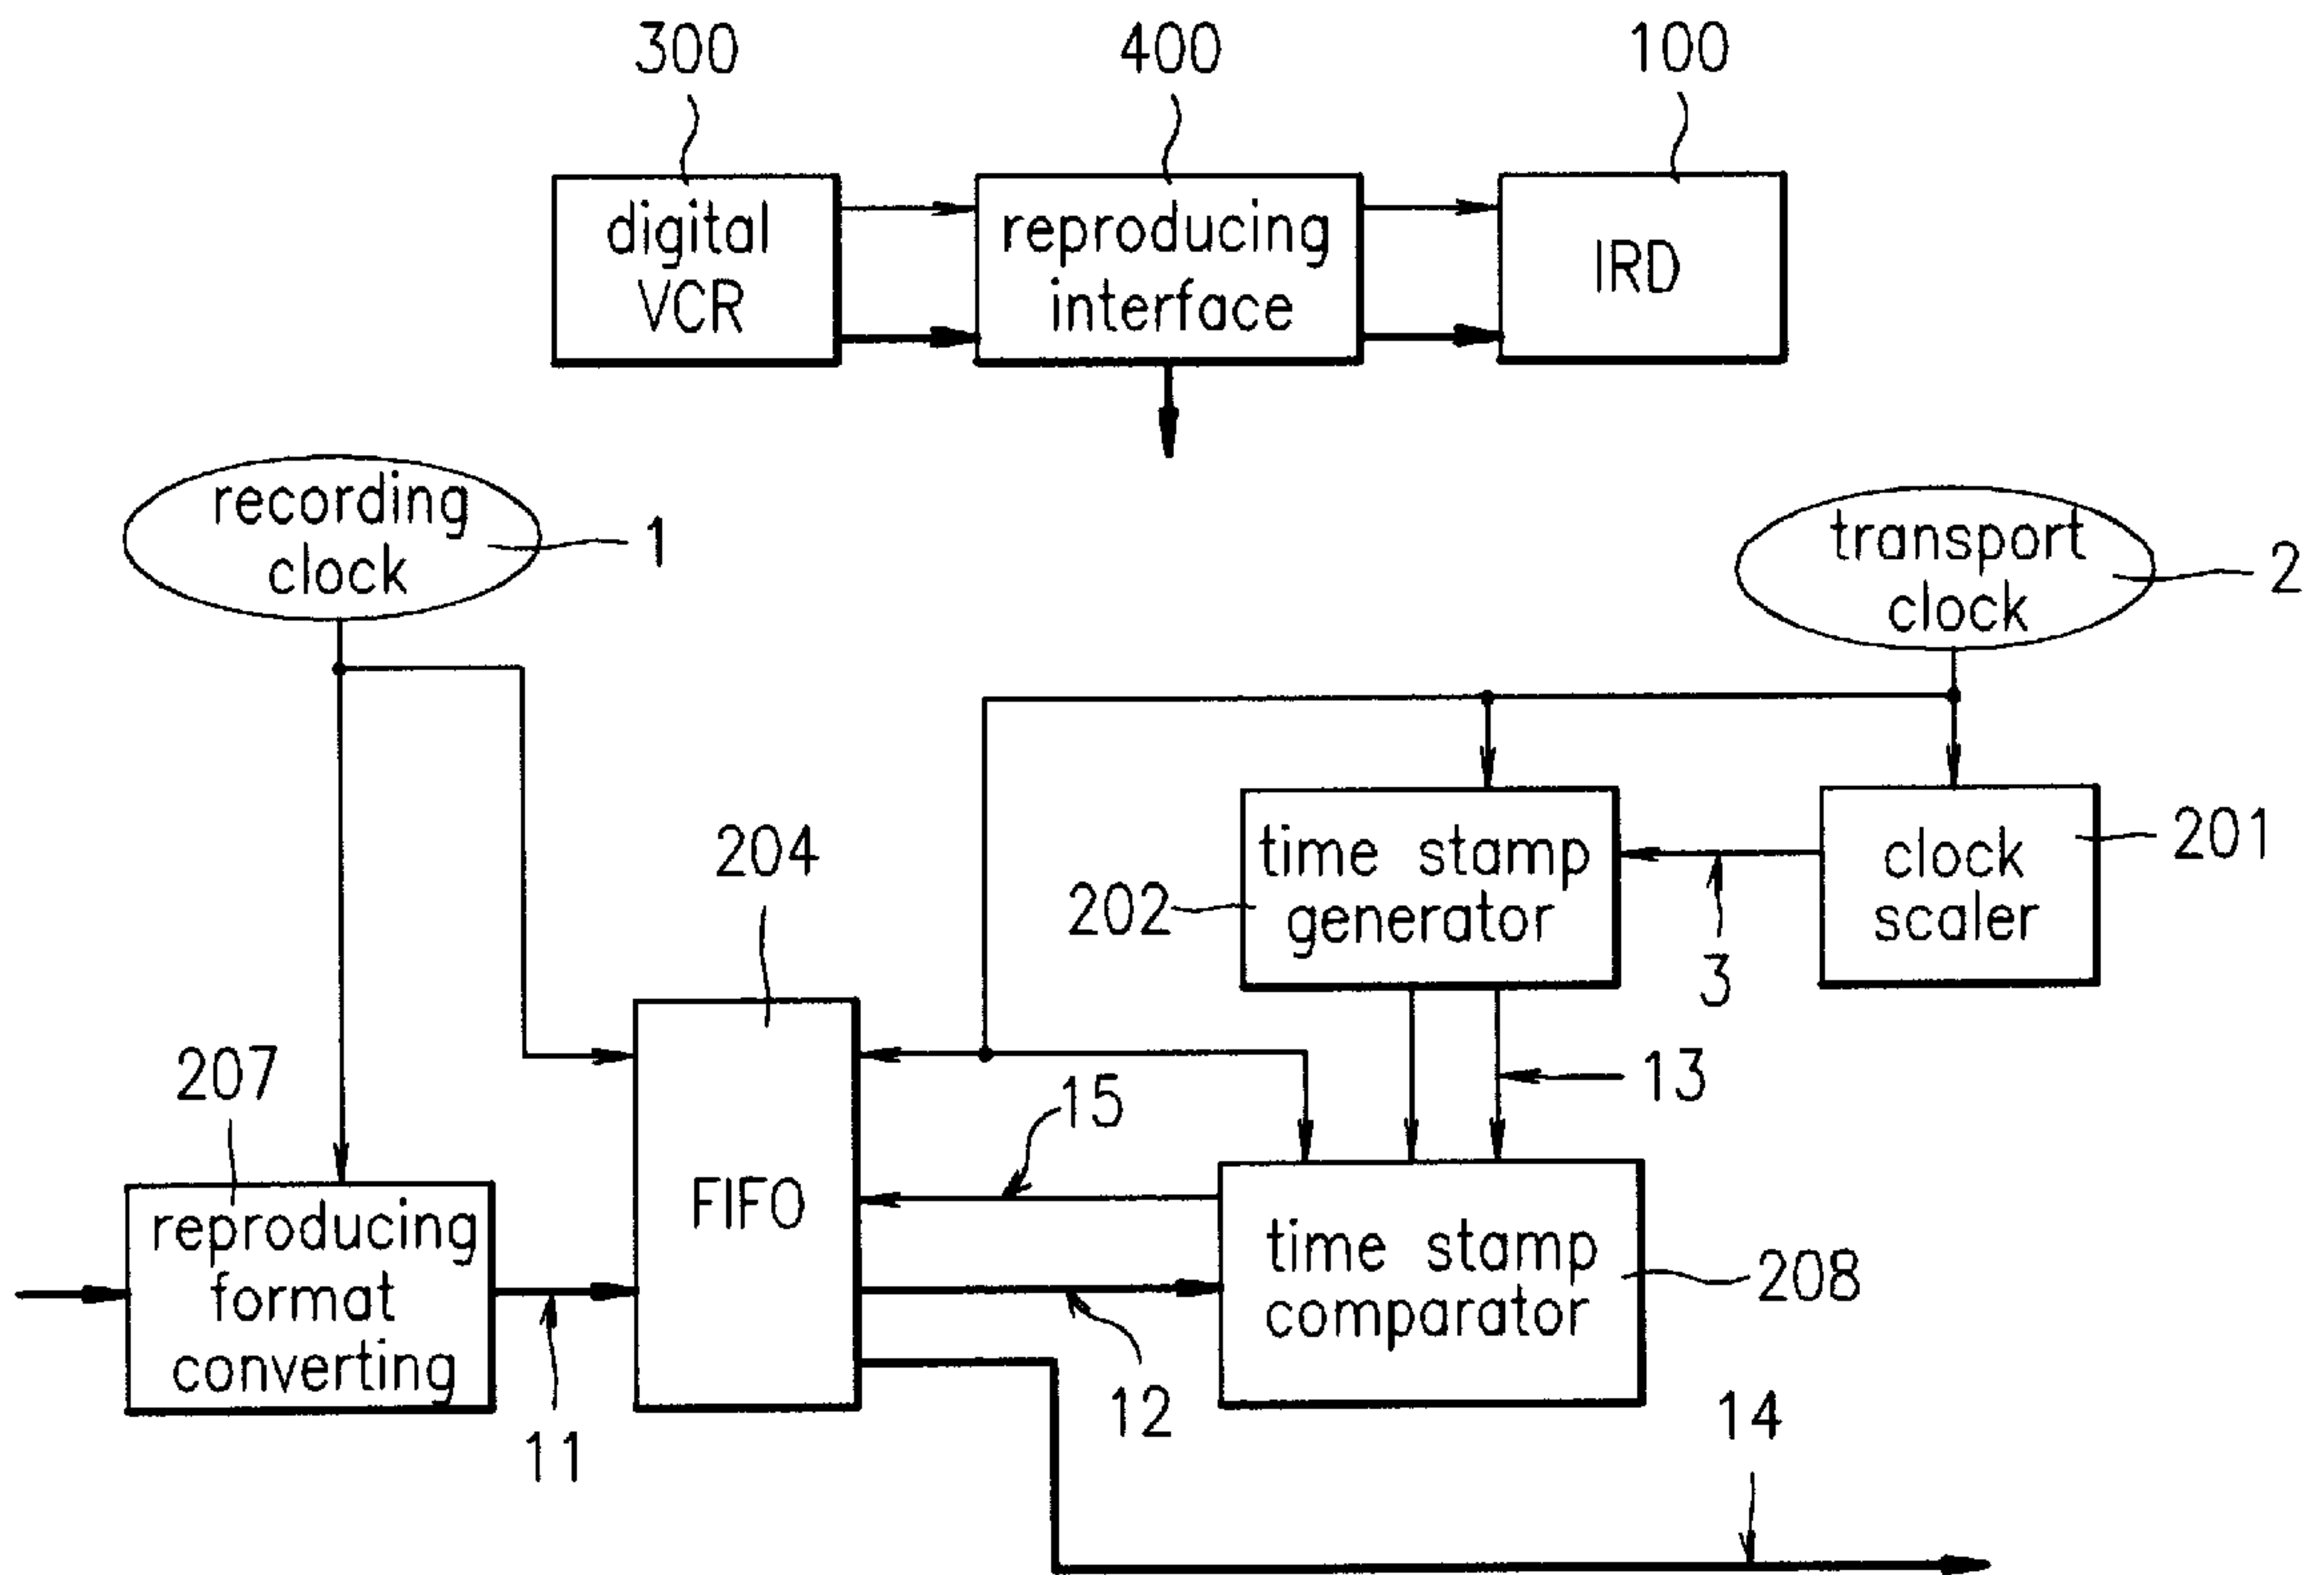 300
400
100
digital
VCR
reproducing
interface
IRD
recording
clock
1
transport
clock
2
204
time stamp
generator
202
clock
scaler
201
3
207
15
13
FIFO
reproducing
format
converting
time stamp
comparator
208
11
12
14